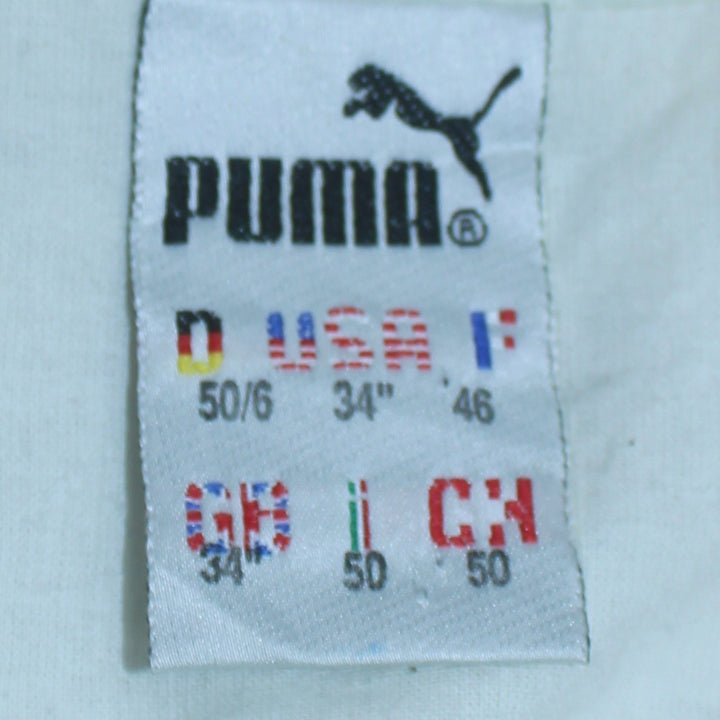 PUMA®
D USA F
50/6 34" 46
GB I CH
34" 50 50